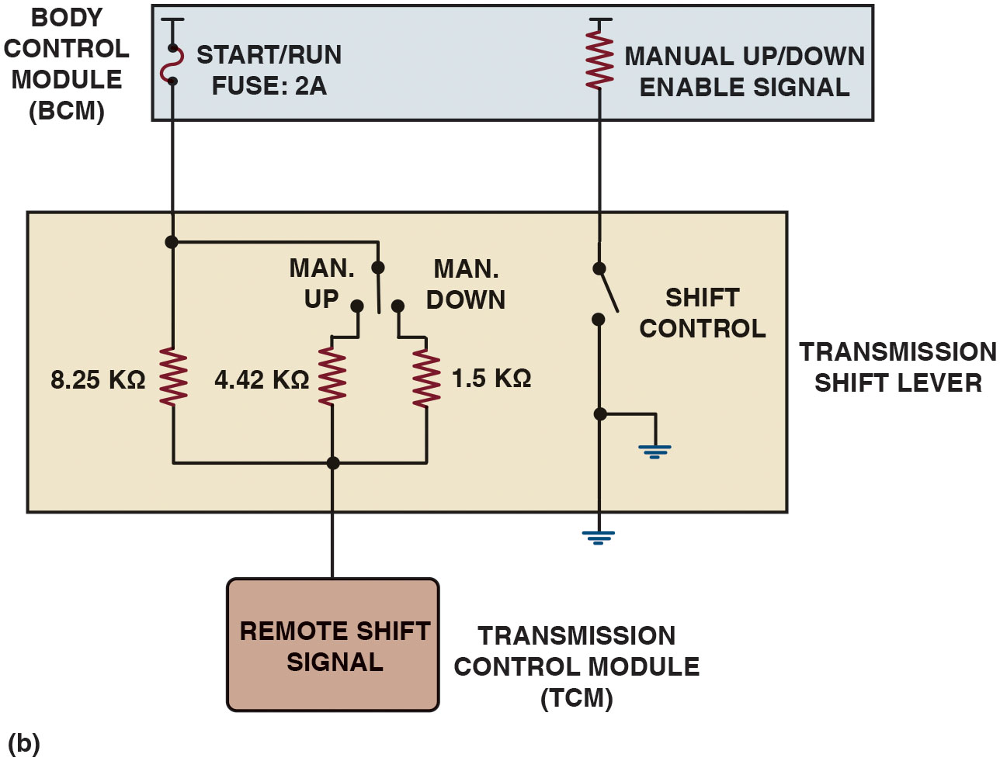 BODY
CONTROL
MODULE
(BCM)
START/RUN
FUSE: 2A
MANUAL UP/DOWN
ENABLE SIGNAL
MAN.
UP
MAN.
DOWN
SHIFT
CONTROL
8.25 KΩ
4.42 KΩ
1.5 KΩ
TRANSMISSION
SHIFT LEVER
REMOTE SHIFT
SIGNAL
TRANSMISSION
CONTROL MODULE
(TCM)
(b)